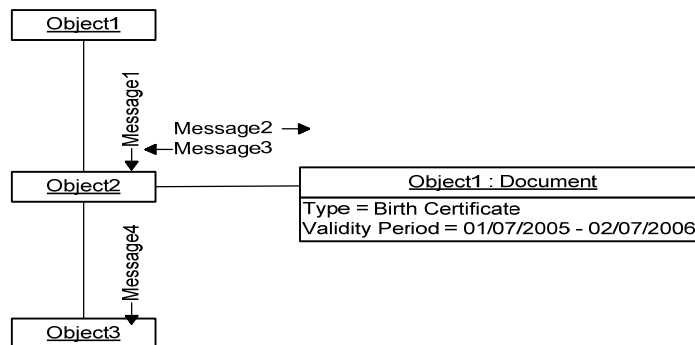 Object1
Message1
Message2
Message3
Object2
Object1 : Document
Type = Birth Certificate
Validity Period = 01/07/2005 - 02/07/2006
Message4
Object3